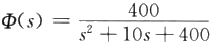 Φ(s) = 400 / (s² + 10s + 400)